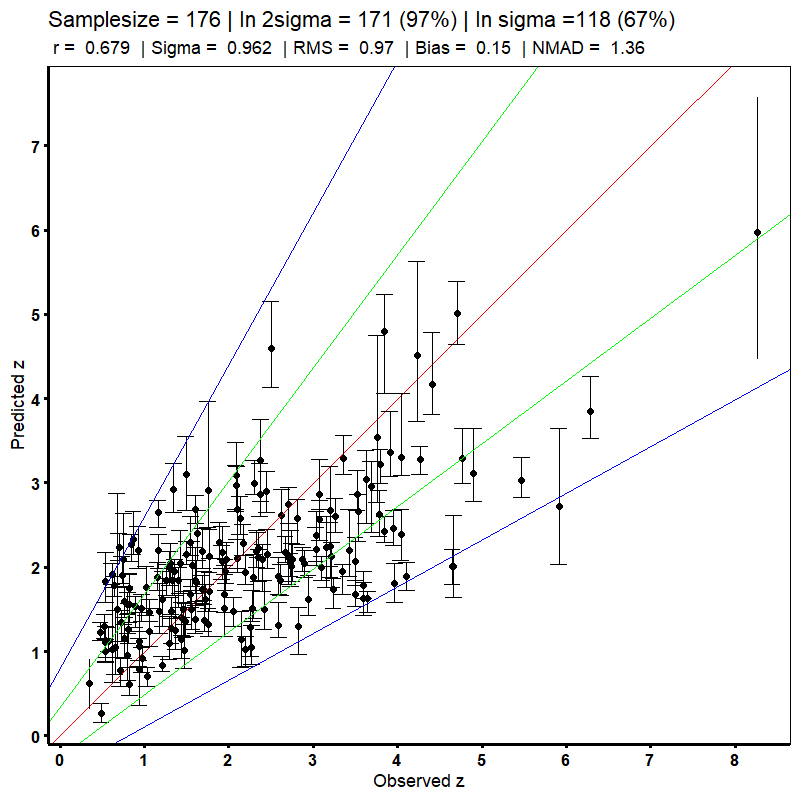 Samplesize = 176 | In 2sigma = 171 (97%) | In sigma =118 (67%)
r = 0.679 | Sigma = 0.962 | RMS = 0.97 | Bias = 0.15 | NMAD = 1.36
7
6
5
4
3
2
1
0
Predicted z
0 1 2 3 4 5 6 7 8
Observed z